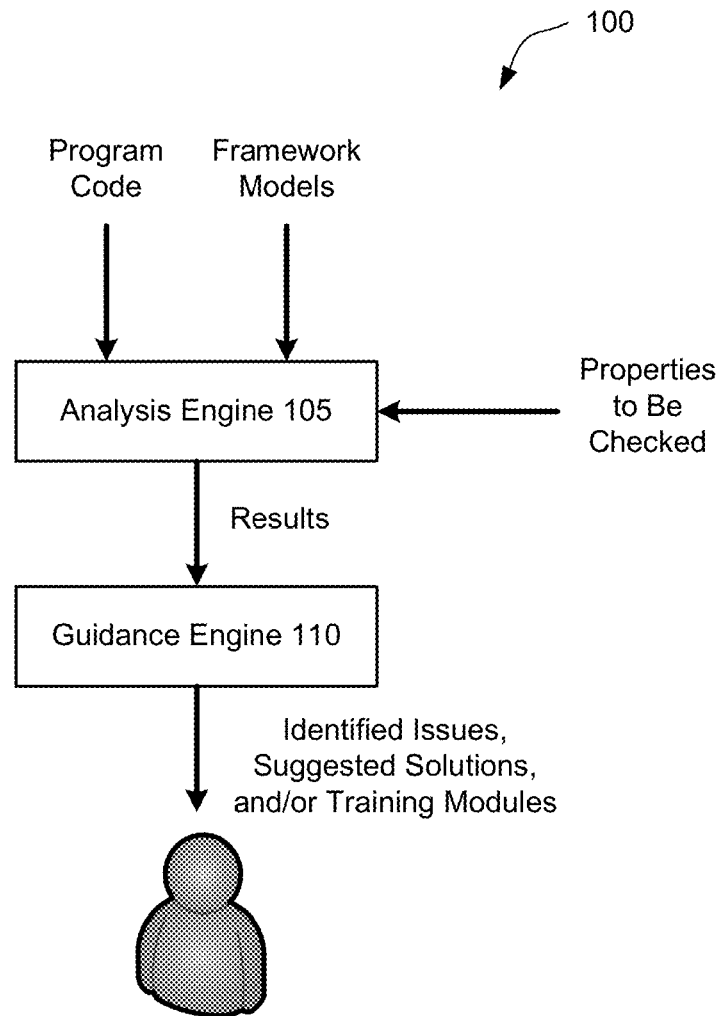 100
Program
Code
Framework
Models
Analysis Engine 105
Properties
to Be
Checked
Results
Guidance Engine 110
Identified Issues,
Suggested Solutions,
and/or Training Modules